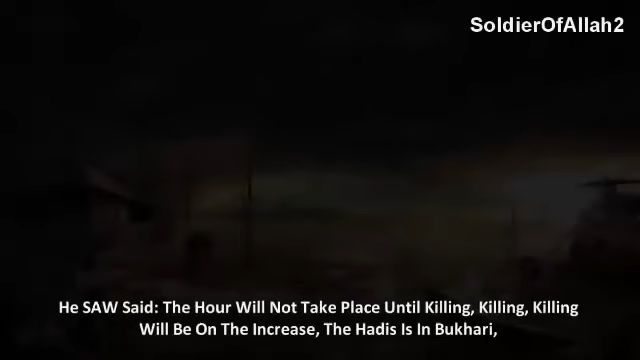 SoldierOfAllah2
He SAW Said: The Hour Will Not Take Place Until Killing, Killing, Killing
Will Be On The Increase, The Hadis Is In Bukhari,